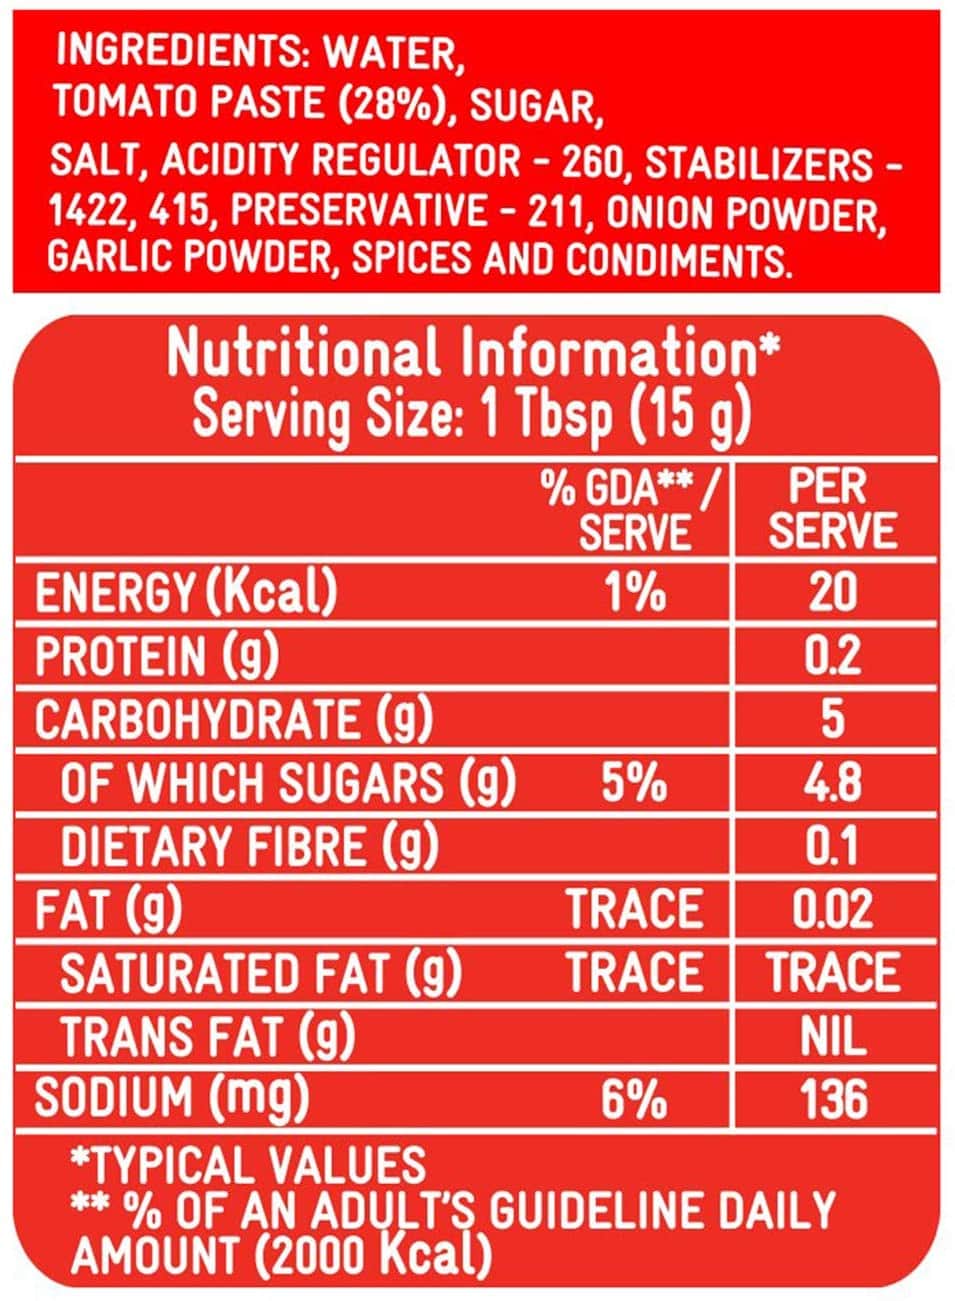 INGREDIENTS: WATER,
TOMATO PASTE (28%), SUGAR,
SALT, ACIDITY REGULATOR - 260, STABILIZERS -
1422, 415, PRESERVATIVE - 211, ONION POWDER,
GARLIC POWDER, SPICES AND CONDIMENTS.
Nutritional Information*
Serving Size: 1 Tbsp (15 g)
% GDA** / SERVE PER SERVE
ENERGY (Kcal) 1% 20
PROTEIN (g) 0.2
CARBOHYDRATE (g) 5
OF WHICH SUGARS (g) 5% 4.8
DIETARY FIBRE (g) 0.1
FAT (g) TRACE 0.02
SATURATED FAT (g) TRACE TRACE
TRANS FAT (g) NIL
SODIUM (mg) 6% 136
*TYPICAL VALUES
** % OF AN ADULT'S GUIDELINE DAILY
AMOUNT (2000 Kcal)